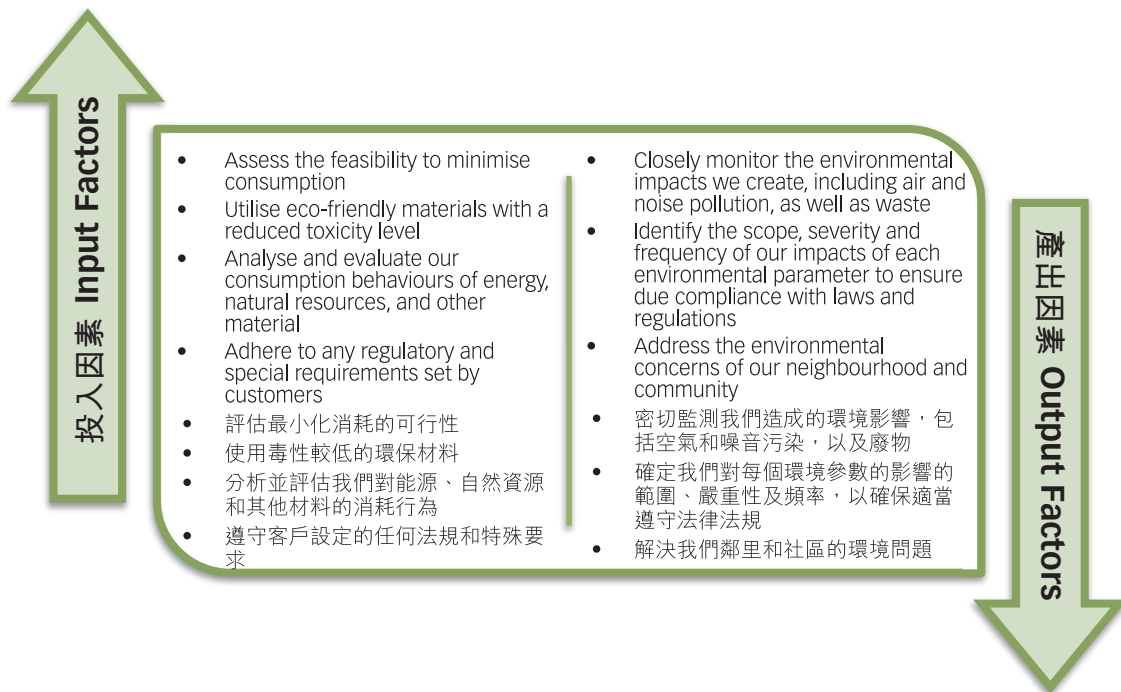 投入因素 Input Factors
Assess the feasibility to minimise
consumption
Utilise eco-friendly materials with a
reduced toxicity level
Analyse and evaluate our
consumption behaviours of energy,
natural resources, and other
material
Adhere to any regulatory and
special requirements set by
customers
評估最小化消耗的可行性
使用毒性較低的環保材料
分析並評估我們對能源、自然資源
和其他材料的消耗行為
遵守客戶設定的任何法規和特殊要
求
Closely monitor the environmental
impacts we create, including air and
noise pollution, as well as waste
Identify the scope, severity and
frequency of our impacts of each
environmental parameter to ensure
due compliance with laws and
regulations
Address the environmental
concerns of our neighbourhood and
community
密切監測我們造成的環境影響，包
括空氣和噪音污染，以及廢物
確定我們對每個環境參數的影響的
範圍、嚴重性及頻率，以確保適當
遵守法律法規
解決我們鄰里和社區的環境問題
產出因素 Output Factors